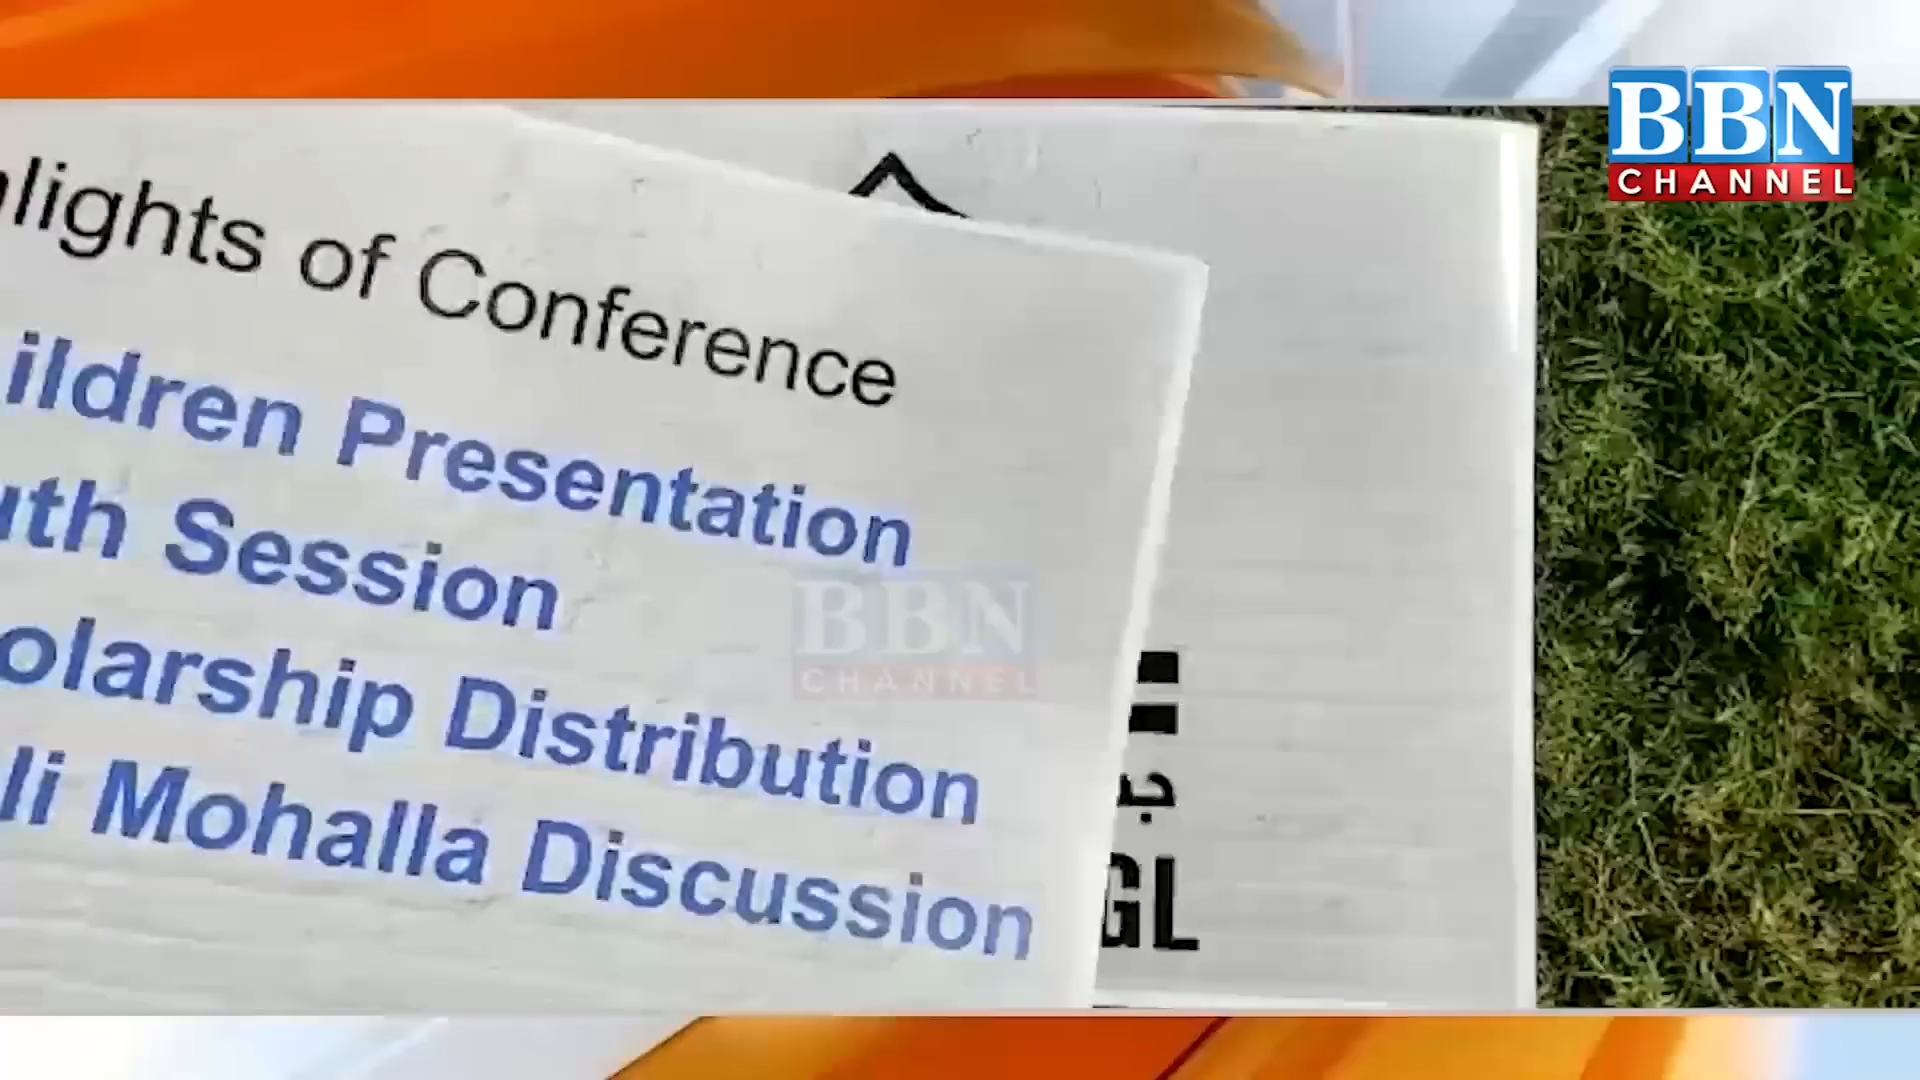 BBN
CHANNEL
lights of Conference
ildren Presentation
uth Session
olarship Distribution
li Mohalla Discussion
BBN
CHANNEL
GL